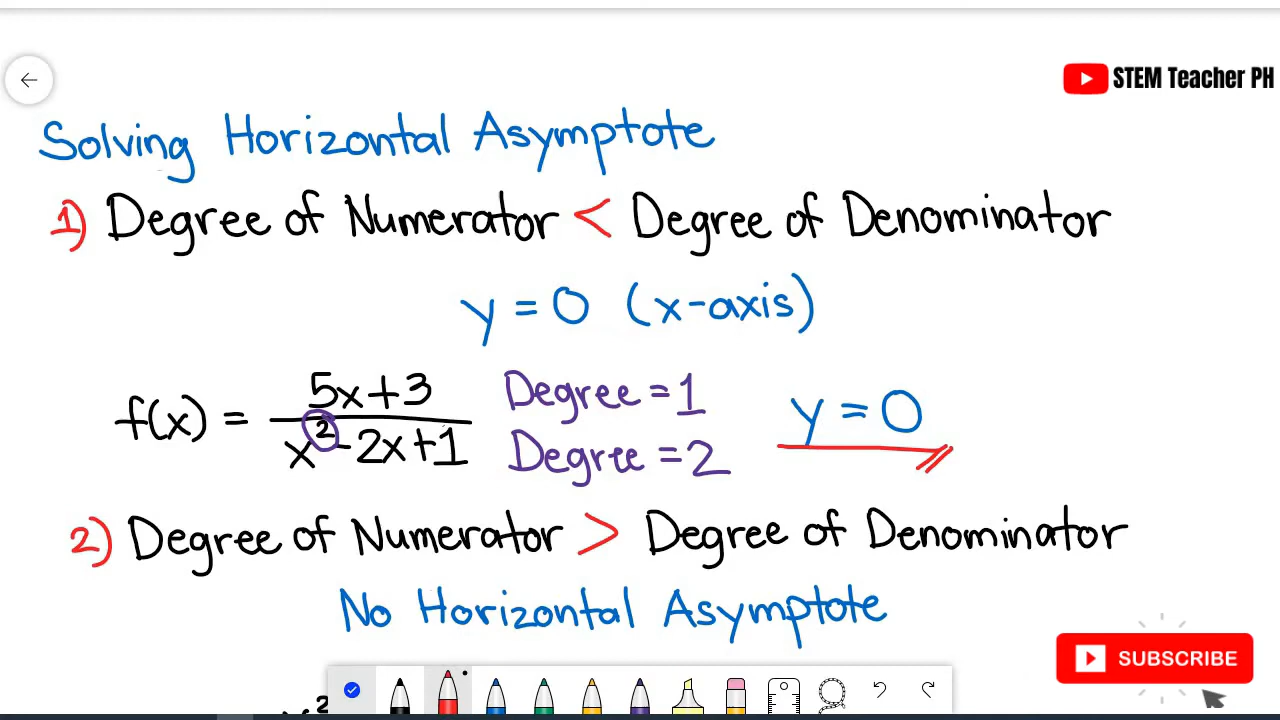 STEM Teacher PH
Solving Horizontal Asymptote
1) Degree of Numerator < Degree of Denominator
y = 0 (x-axis)
5x+3 Degree = 1
f(x) = y = 0
x²-2x+1 Degree = 2
2) Degree of Numerator > Degree of Denominator
No Horizontal Asymptote
SUBSCRIBE